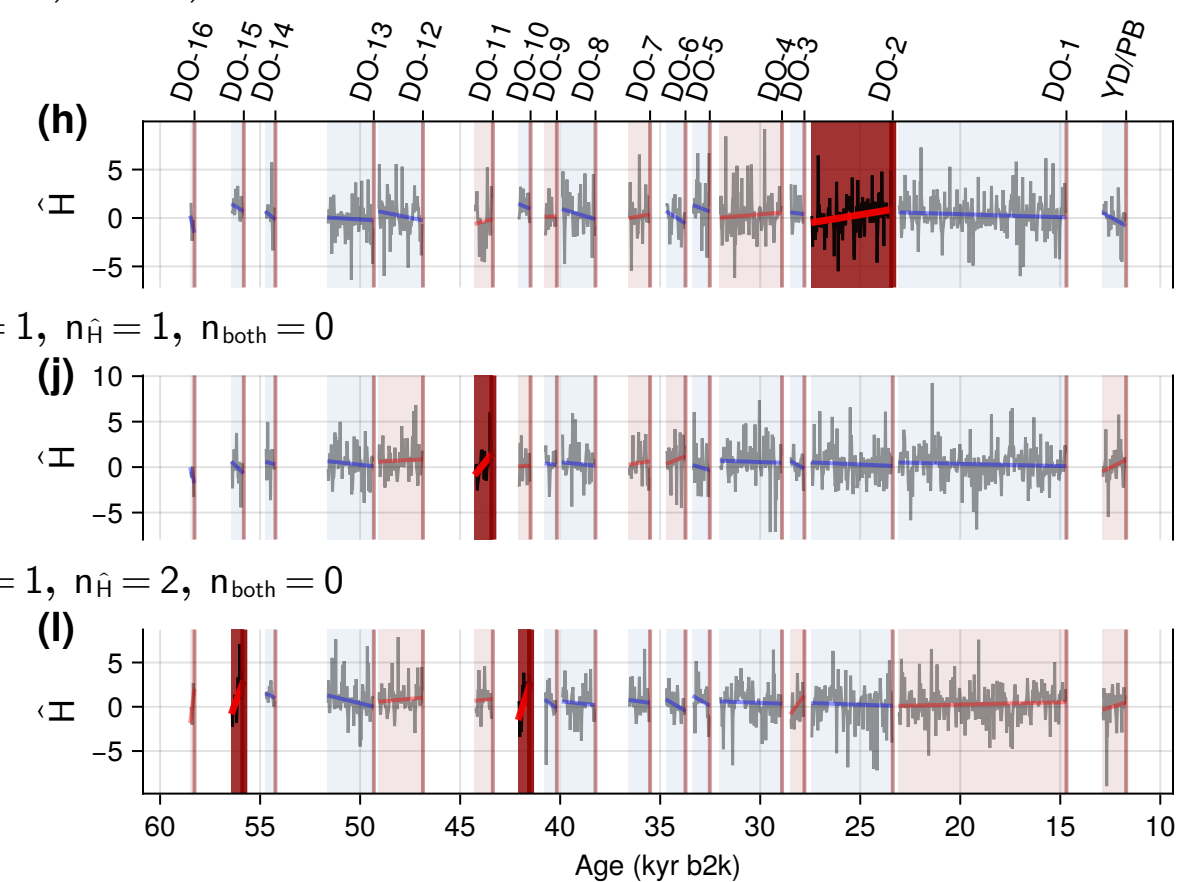 DO-16 DO-15 DO-14 DO-13 DO-12 DO-11 DO-10 DO-9 DO-8 DO-7 DO-6 DO-5 DO-4 DO-3 DO-2 DO-1 YD/PB
(h)
5
0
−5
Ĥ
= 1, n_Ĥ = 1, n_both = 0
(j)
10
5
0
−5
Ĥ
= 1, n_Ĥ = 2, n_both = 0
(l)
5
0
−5
Ĥ
60 55 50 45 40 35 30 25 20 15 10
Age (kyr b2k)